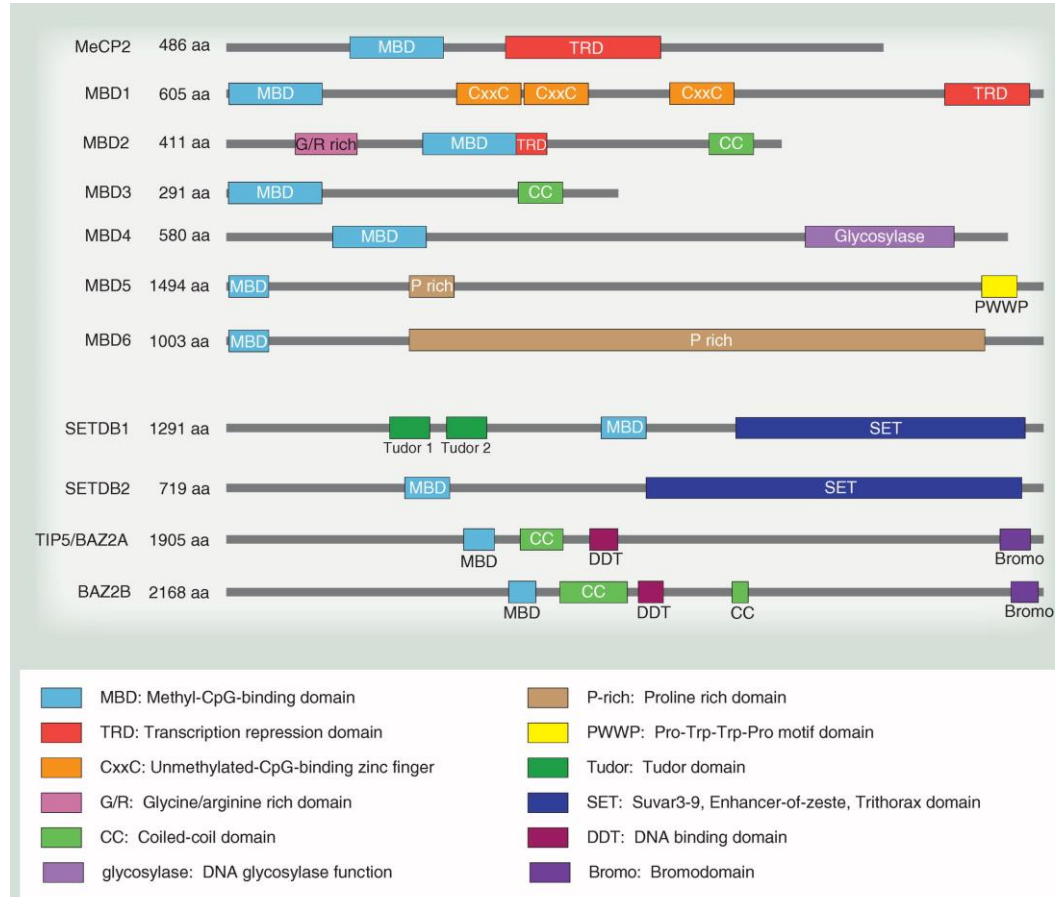 MeCP2 486 aa MBD TRD
MBD1 605 aa MBD CxxC CxxC CxxC TRD
MBD2 411 aa G/R rich MBD TRD CC
MBD3 291 aa MBD CC
MBD4 580 aa MBD Glycosylase
MBD5 1494 aa MBD P rich
PWWP
MBD6 1003 aa MBD P rich
SETDB1 1291 aa MBD SET
Tudor 1 Tudor 2
SETDB2 719 aa MBD SET
TIP5/BAZ2A 1905 aa CC
MBD DDT Bromo
BAZ2B 2168 aa CC
MBD DDT CC Bromo
MBD: Methyl-CpG-binding domain
TRD: Transcription repression domain
CxxC: Unmethylated-CpG-binding zinc finger
G/R: Glycine/arginine rich domain
CC: Coiled-coil domain
glycosylase: DNA glycosylase function
P-rich: Proline rich domain
PWWP: Pro-Trp-Trp-Pro motif domain
Tudor: Tudor domain
SET: Suvar3-9, Enhancer-of-zeste, Trithorax domain
DDT: DNA binding domain
Bromo: Bromodomain